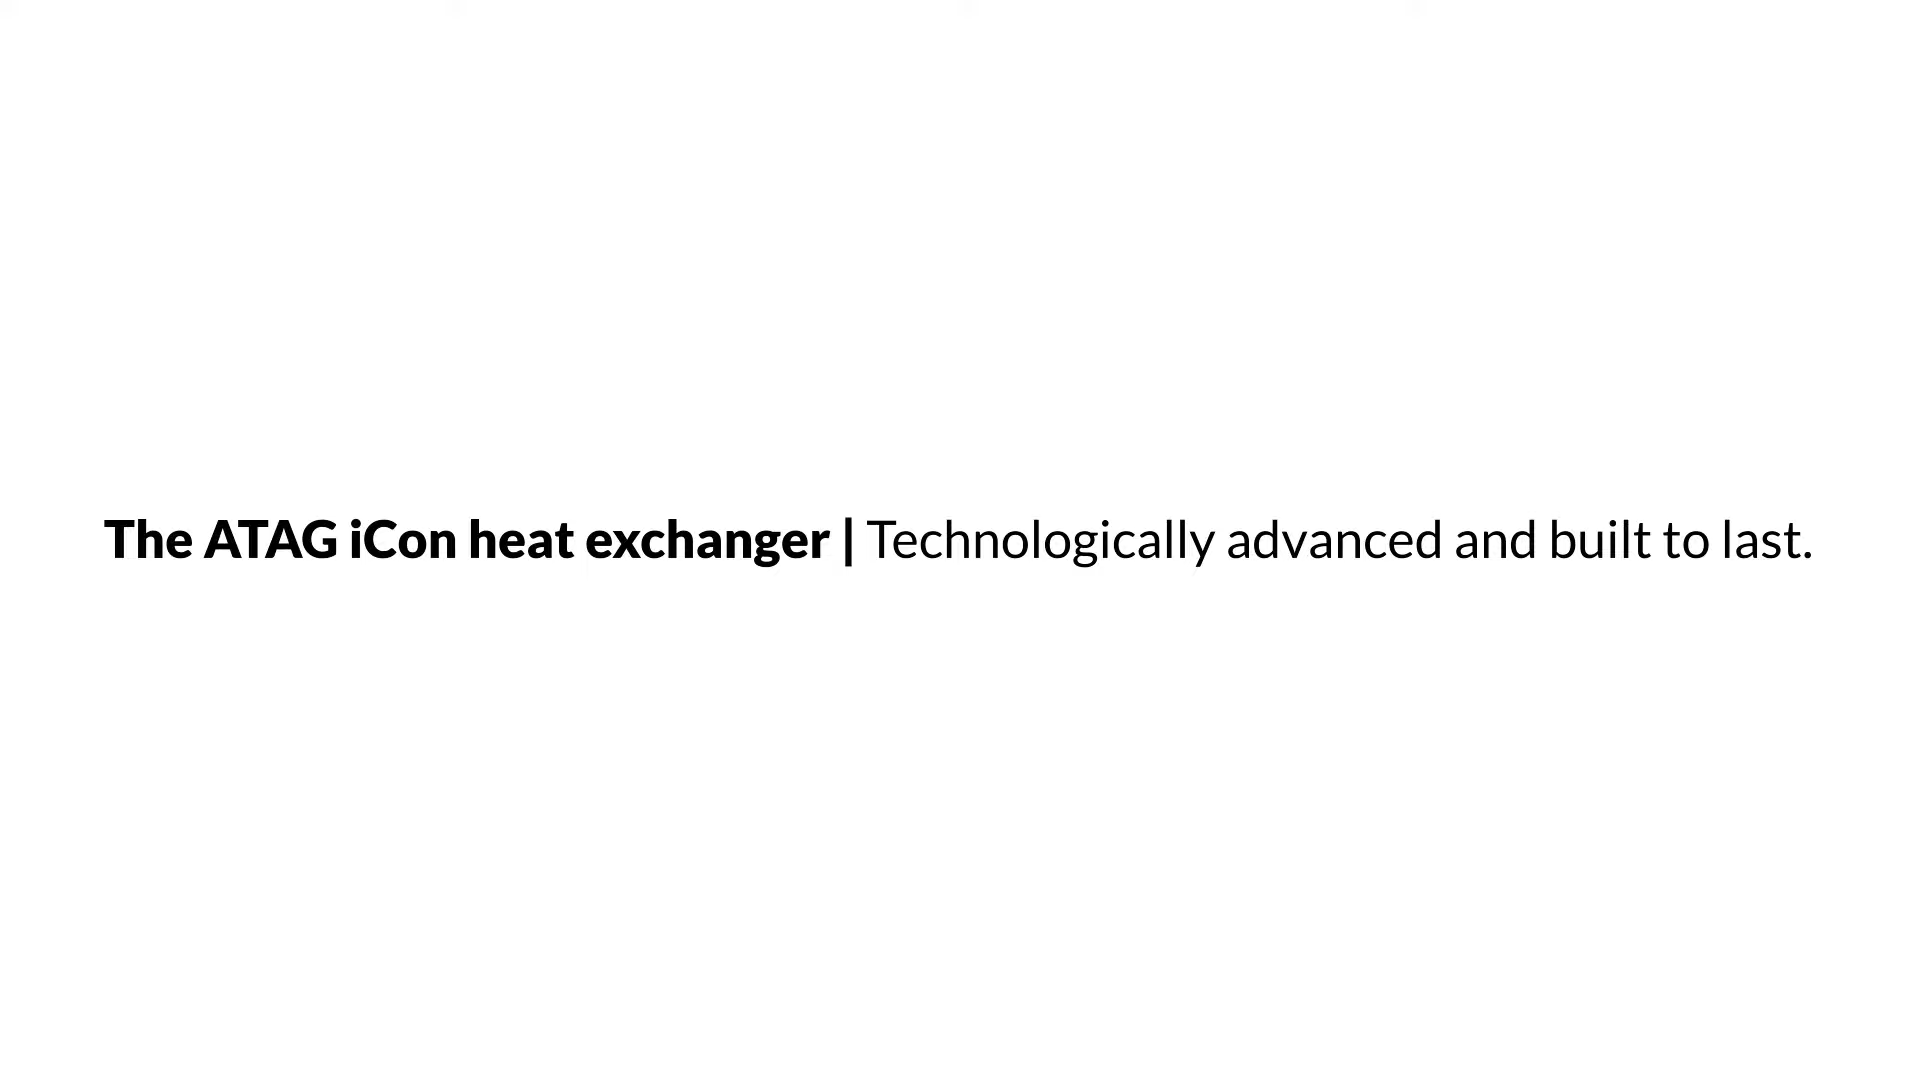 The ATAG iCon heat exchanger | Technologically advanced and built to last.